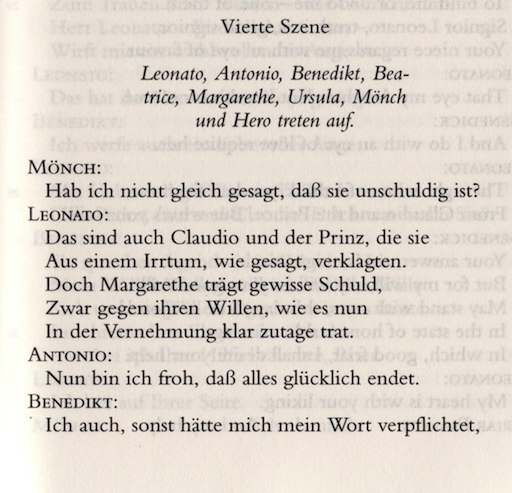 Vierte Szene
Leonato, Antonio, Benedikt, Bea-
trice, Margarethe, Ursula, Mönch
und Hero treten auf.
Mönch:
Hab ich nicht gleich gesagt, daß sie unschuldig ist?
Leonato:
Das sind auch Claudio und der Prinz, die sie
Aus einem Irrtum, wie gesagt, verklagten.
Doch Margarethe trägt gewisse Schuld,
Zwar gegen ihren Willen, wie es nun
In der Vernehmung klar zutage trat.
Antonio:
Nun bin ich froh, daß alles glücklich endet.
Benedikt:
Ich auch, sonst hätte mich mein Wort verpflichtet,